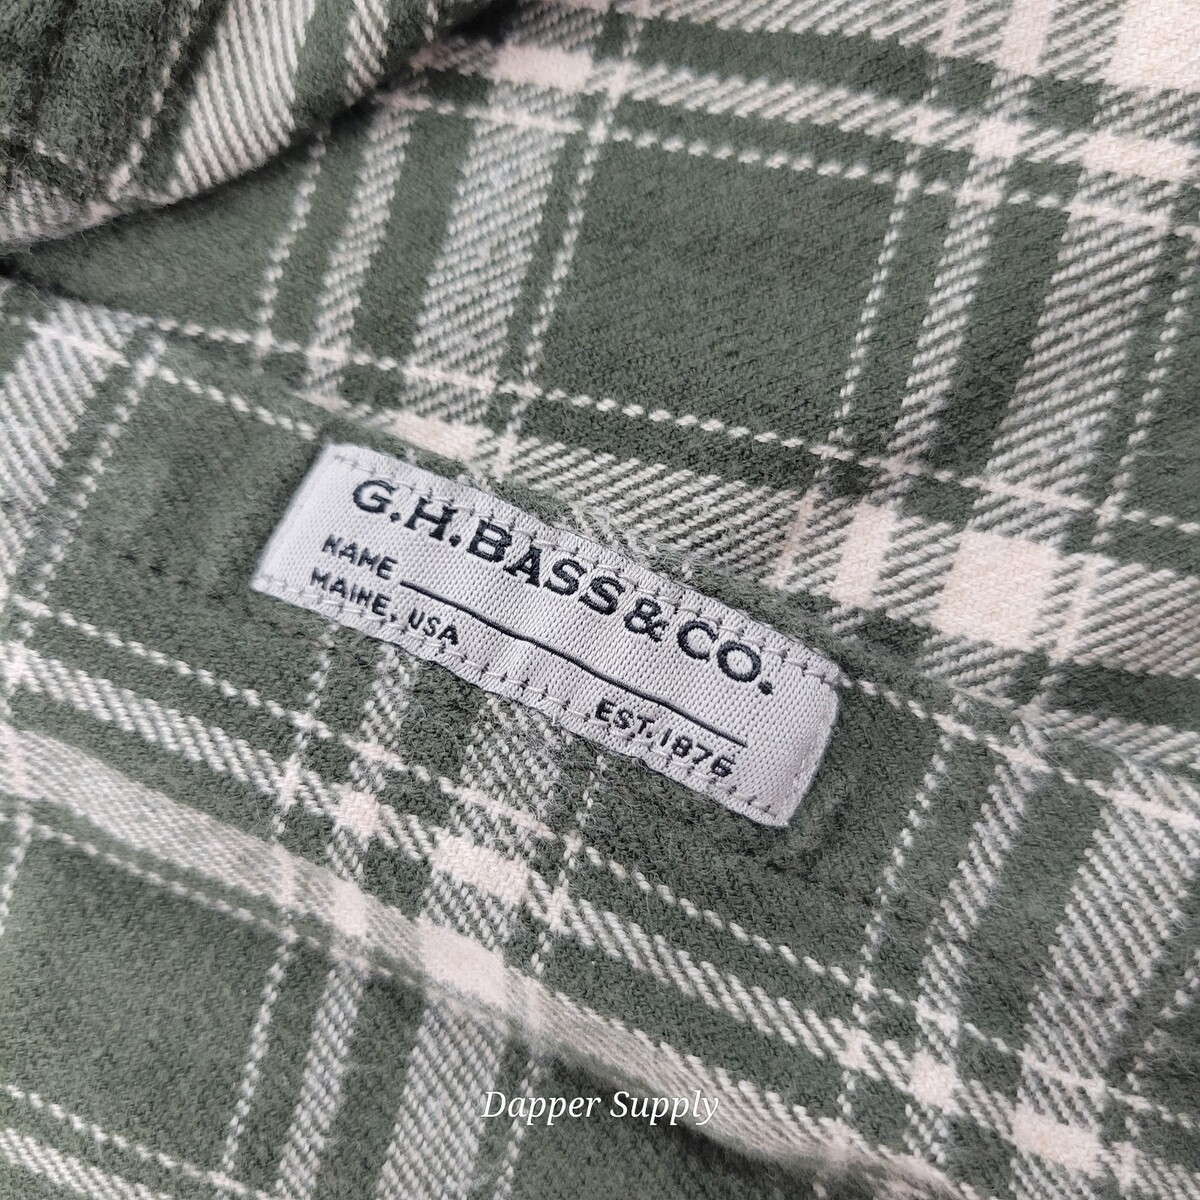 G.H.BASS&CO.
NAME
MAINE, USA
EST. 1876
Dapper Supply